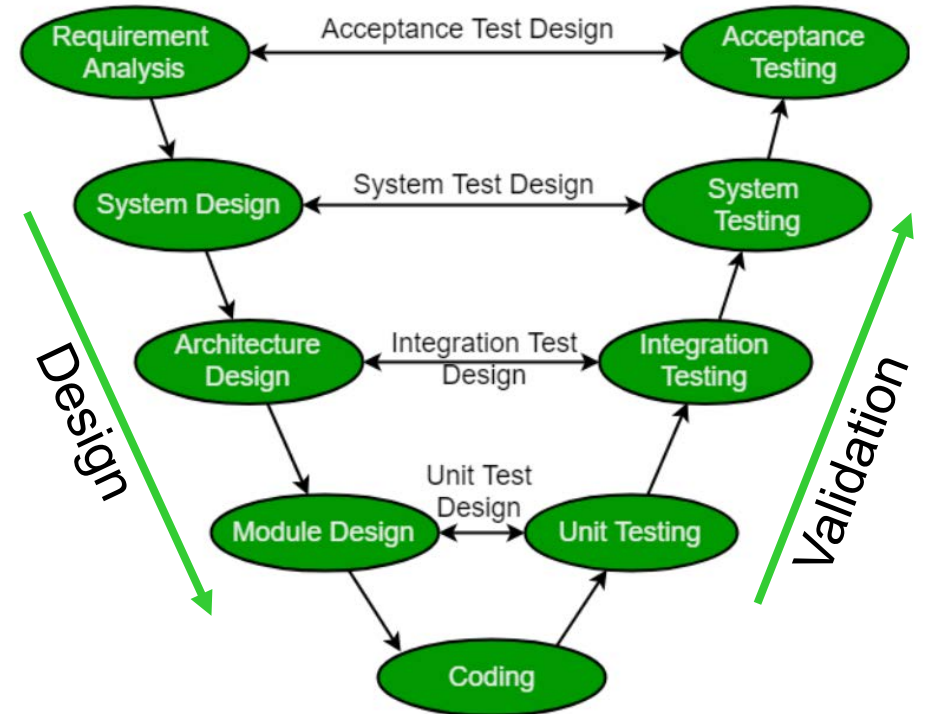 Requirement
Analysis
Acceptance Test Design
Acceptance
Testing
System Design
System Test Design
System
Testing
Architecture
Design
Integration Test
Design
Integration
Testing
Design
Validation
Module Design
Unit Test
Design
Unit Testing
Coding